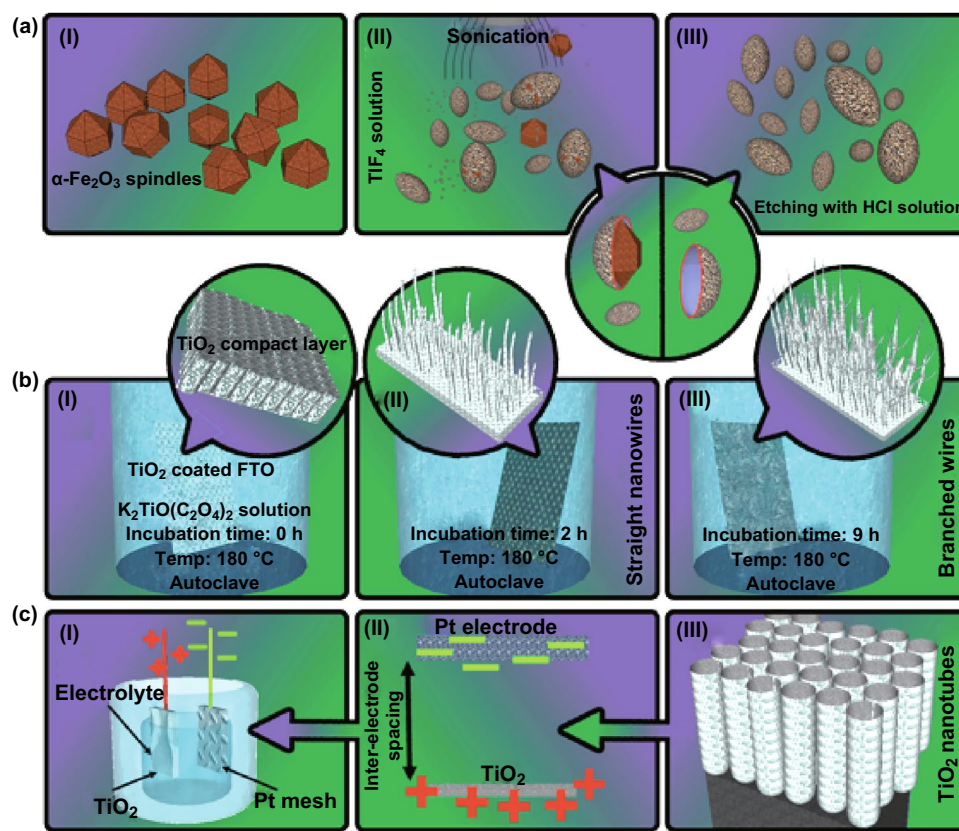 (a)
(I)
α-Fe₂O₃ spindles
(II)
Sonication
TIF₄ solution
(III)
Etching with HCl solution
(b)
(I)
TiO₂ compact layer
TiO₂ coated FTO
K₂TiO(C₂O₄)₂ solution
Incubation time: 0 h
Temp: 180 °C
Autoclave
(II)
Incubation time: 2 h
Temp: 180 °C
Autoclave
Straight nanowires
(III)
Incubation time: 9 h
Temp: 180 °C
Autoclave
Branched wires
(c)
(I)
Electrolyte
TiO₂
Pt mesh
(II)
Pt electrode
Inter-electrode
spacing
TiO₂
(III)
TiO₂ nanotubes